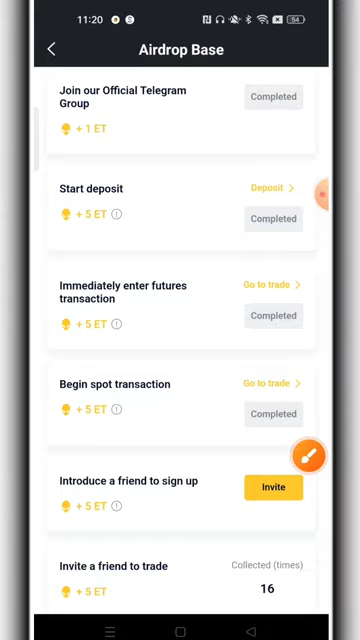 11:20
54
Airdrop Base
Join our Official Telegram
Group
Completed
+ 1 ET
Start deposit
Deposit >
+ 5 ET
Completed
Immediately enter futures
transaction
Go to trade >
+ 5 ET
Completed
Begin spot transaction
Go to trade >
+ 5 ET
Completed
Introduce a friend to sign up
Invite
+ 5 ET
Invite a friend to trade
Collected (times)
+ 5 ET
16